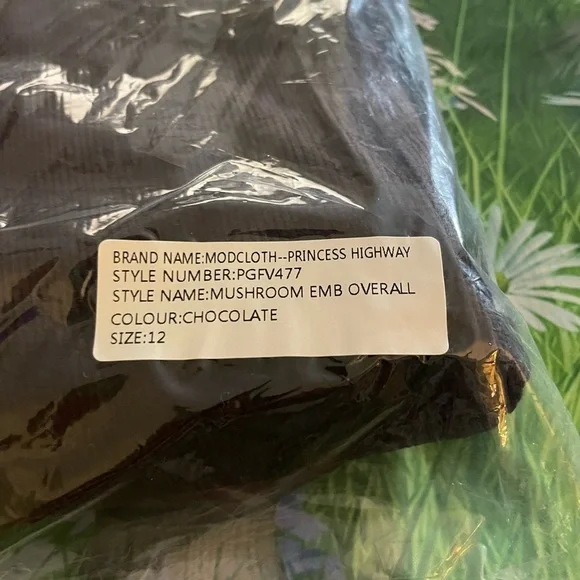 BRAND NAME:MODCLOTH--PRINCESS HIGHWAY
STYLE NUMBER:PGFV477
STYLE NAME:MUSHROOM EMB OVERALL
COLOUR:CHOCOLATE
SIZE:12